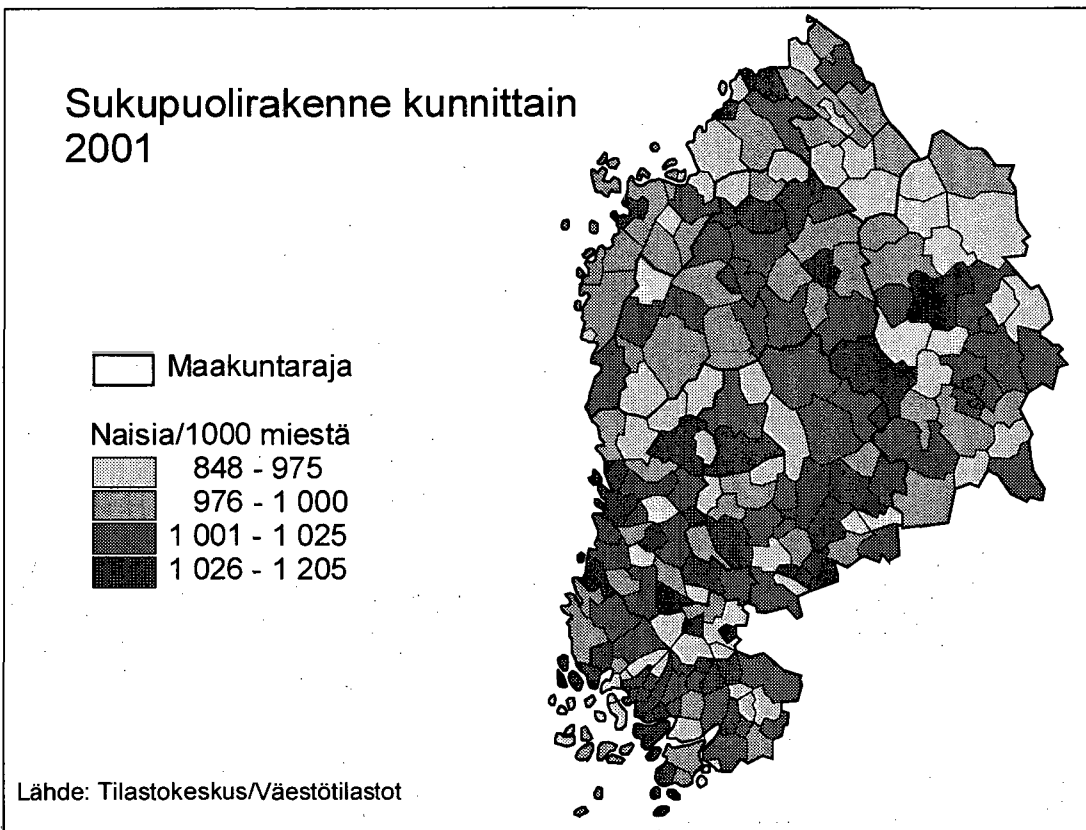 Sukupuolirakenne kunnittain
2001
Maakuntaraja
Naisia/1000 miestä
848 - 975
976 - 1 000
1 001 - 1 025
1 026 - 1 205
Lähde: Tilastokeskus/Väestötilastot